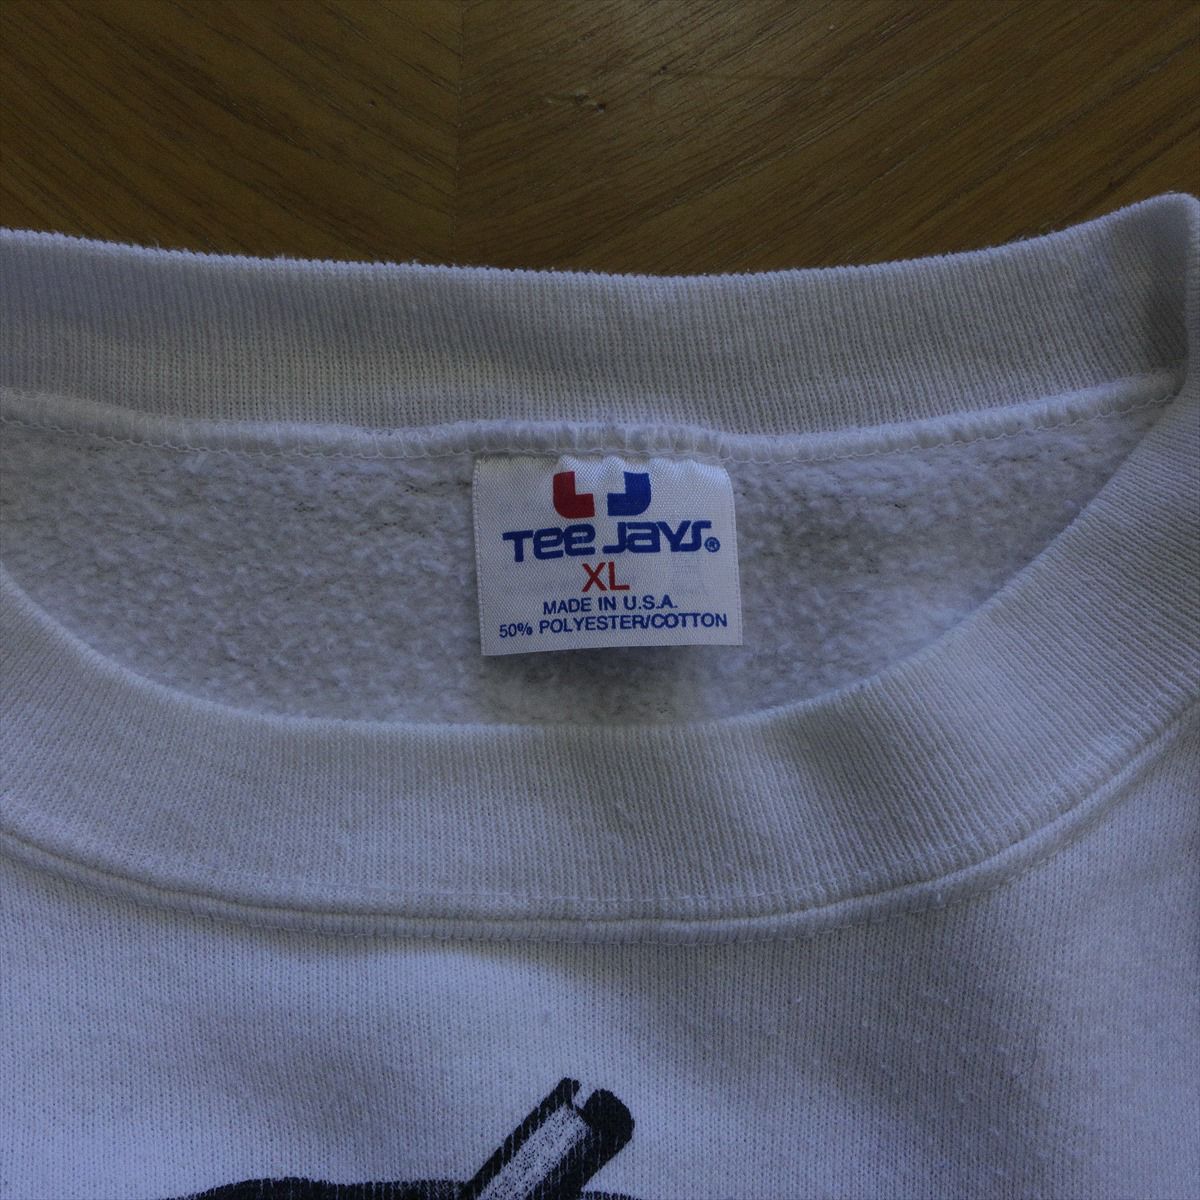 TEE JAYS®
XL
MADE IN U.S.A.
50% POLYESTER/COTTON